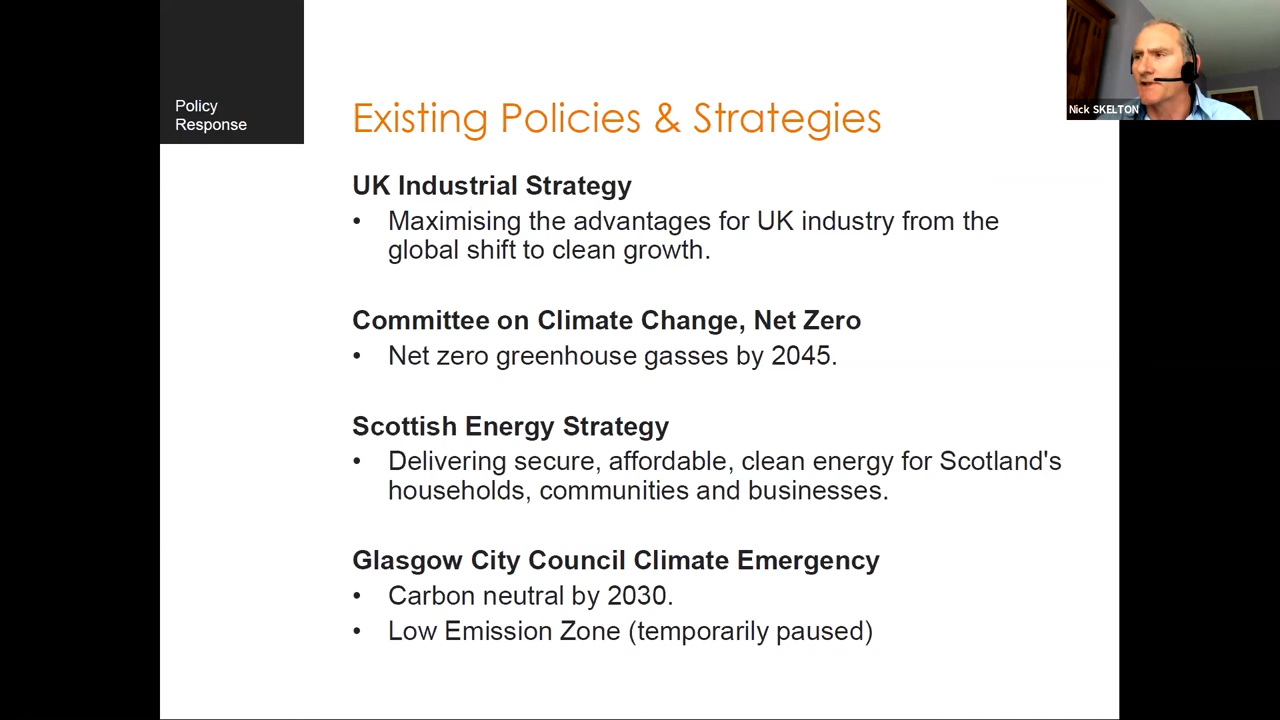 Policy
Response
Existing Policies & Strategies
Nick SKELTON
UK Industrial Strategy
• Maximising the advantages for UK industry from the
global shift to clean growth.
Committee on Climate Change, Net Zero
• Net zero greenhouse gasses by 2045.
Scottish Energy Strategy
• Delivering secure, affordable, clean energy for Scotland's
households, communities and businesses.
Glasgow City Council Climate Emergency
• Carbon neutral by 2030.
• Low Emission Zone (temporarily paused)